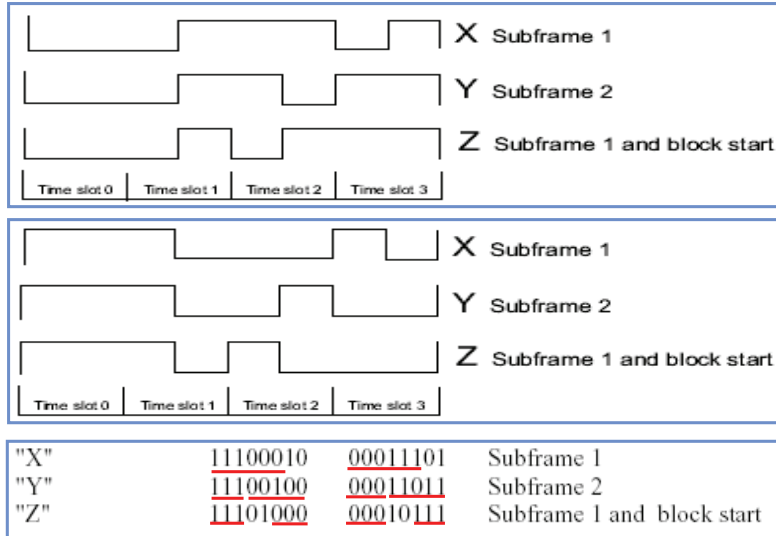 X Subframe 1
Y Subframe 2
Z Subframe 1 and block start
Time slot 0 Time slot 1 Time slot 2 Time slot 3
X Subframe 1
Y Subframe 2
Z Subframe 1 and block start
Time slot 0 Time slot 1 Time slot 2 Time slot 3
"X" 11100010 00011101 Subframe 1
"Y" 11100100 00011011 Subframe 2
"Z" 11101000 00010111 Subframe 1 and block start